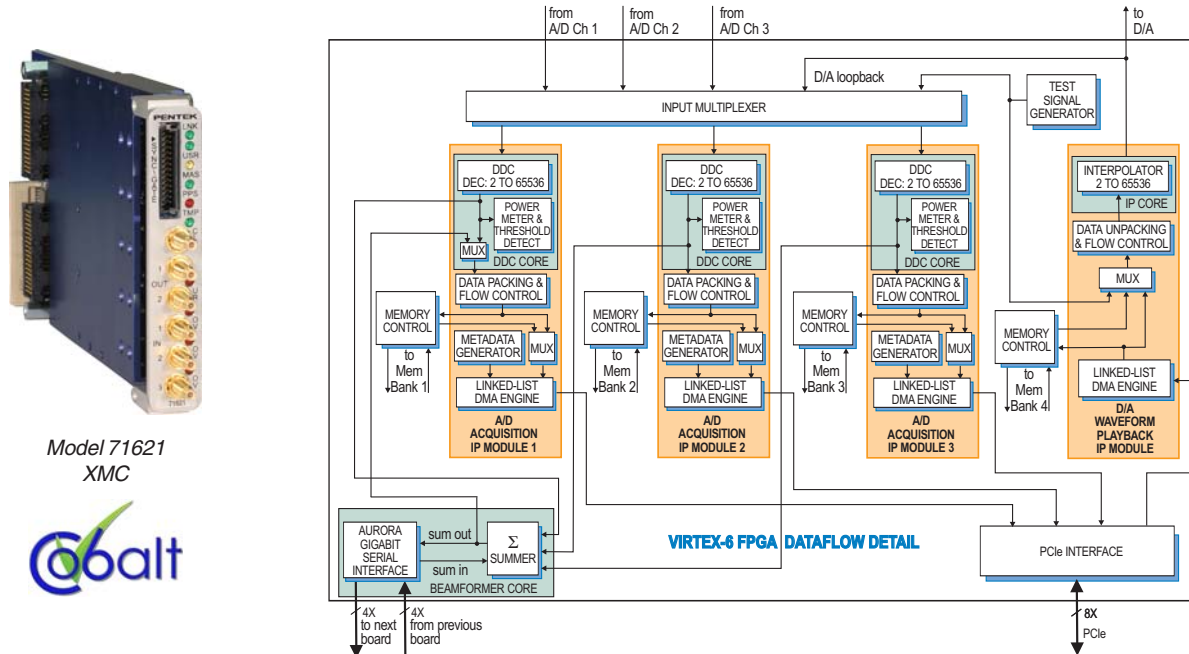 PENTEK
SYNC/GATE
LNK
USR
MAS
PPS
TMP
1
OUT
2
1
IN
2
3
71621
Model 71621
XMC
Cobalt
from
A/D Ch 1
from
A/D Ch 2
from
A/D Ch 3
to
D/A
D/A loopback
INPUT MULTIPLEXER
TEST
SIGNAL
GENERATOR
DDC
DEC: 2 TO 65536
POWER
METER &
THRESHOLD
DETECT
MUX
DDC CORE
DATA PACKING &
FLOW CONTROL
MEMORY
CONTROL
to
Mem
Bank 1
METADATA
GENERATOR
MUX
LINKED-LIST
DMA ENGINE
A/D
ACQUISITION
IP MODULE 1
DDC
DEC: 2 TO 65536
POWER
METER &
THRESHOLD
DETECT
DDC CORE
DATA PACKING &
FLOW CONTROL
MEMORY
CONTROL
to
Mem
Bank 2
METADATA
GENERATOR
MUX
LINKED-LIST
DMA ENGINE
A/D
ACQUISITION
IP MODULE 2
DDC
DEC: 2 TO 65536
POWER
METER &
THRESHOLD
DETECT
DDC CORE
DATA PACKING &
FLOW CONTROL
MEMORY
CONTROL
to
Mem
Bank 3
METADATA
GENERATOR
MUX
LINKED-LIST
DMA ENGINE
A/D
ACQUISITION
IP MODULE 3
INTERPOLATOR
2 TO 65536
IP CORE
DATA UNPACKING
& FLOW CONTROL
MUX
MEMORY
CONTROL
to
Mem
Bank 4
LINKED-LIST
DMA ENGINE
D/A
WAVEFORM
PLAYBACK
IP MODULE
AURORA
GIGABIT
SERIAL
INTERFACE
sum out
sum in
Σ
SUMMER
BEAMFORMER CORE
4X
to next
board
4X
from previous
board
VIRTEX-6 FPGA DATAFLOW DETAIL
PCIe INTERFACE
8X
PCIe